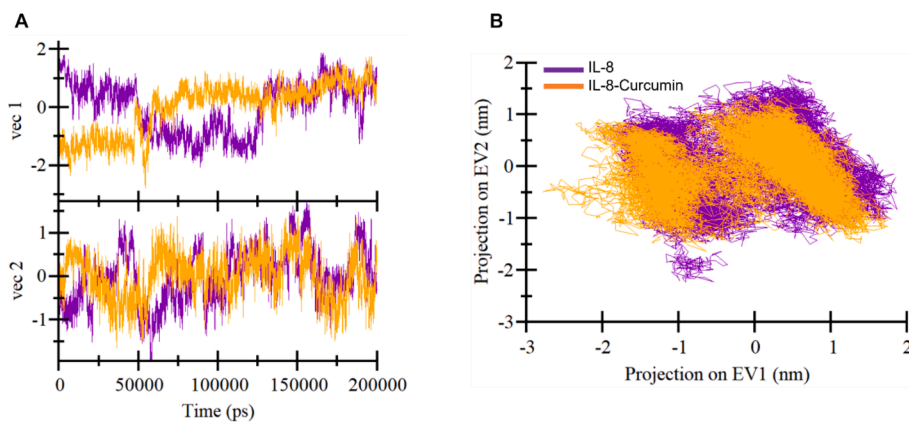 A
2
0
-2
vec 1
1
0
-1
vec 2
0
50000
100000
150000
200000
Time (ps)
B
IL-8
IL-8-Curcumin
2
1
0
-1
-2
-3
Projection on EV2 (nm)
-3
-2
-1
0
1
2
Projection on EV1 (nm)